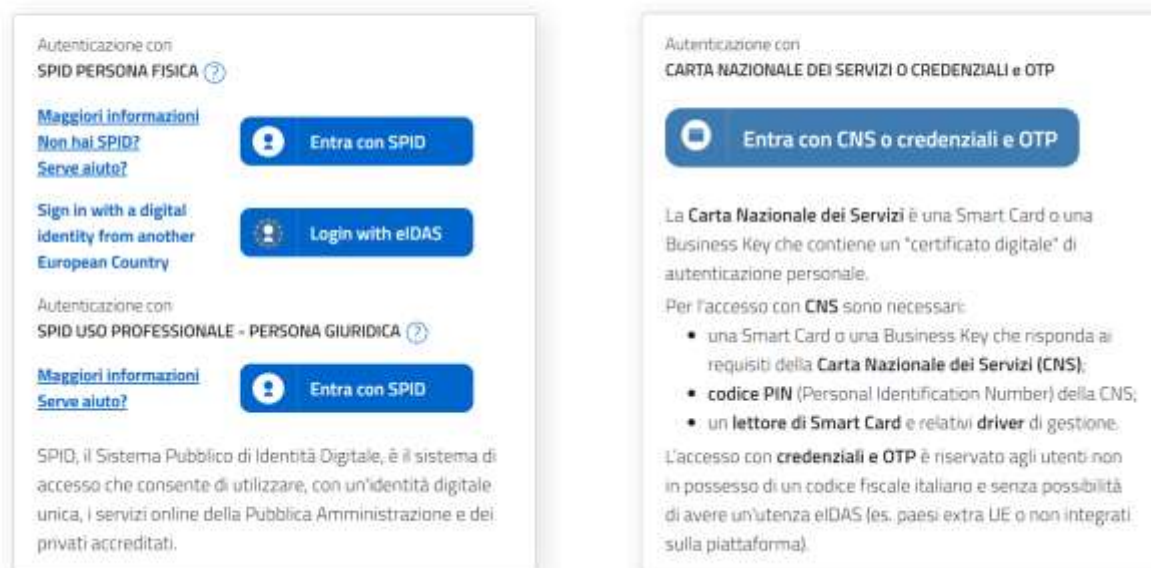 Autenticazione con
SPID PERSONA FISICA ?
Maggiori informazioni
Non hai SPID?
Serve aiuto?
Entra con SPID
Sign in with a digital
identity from another
European Country
Login with eIDAS
Autenticazione con
SPID USO PROFESSIONALE - PERSONA GIURIDICA ?
Maggiori informazioni
Serve aiuto?
Entra con SPID
SPID, il Sistema Pubblico di Identità Digitale, è il sistema di
accesso che consente di utilizzare, con un'identità digitale
unica, i servizi online della Pubblica Amministrazione e dei
privati accreditati.
Autenticazione con
CARTA NAZIONALE DEI SERVIZI O CREDENZIALI e OTP
Entra con CNS o credenziali e OTP
La Carta Nazionale dei Servizi è una Smart Card o una
Business Key che contiene un "certificato digitale" di
autenticazione personale.
Per l'accesso con CNS sono necessari:
• una Smart Card o una Business Key che risponda ai
requisiti della Carta Nazionale dei Servizi (CNS);
• codice PIN (Personal Identification Number) della CNS;
• un lettore di Smart Card e relativi driver di gestione.
L'accesso con credenziali e OTP è riservato agli utenti non
in possesso di un codice fiscale italiano e senza possibilità
di avere un'utenza eIDAS (es. paesi extra UE o non integrati
sulla piattaforma).